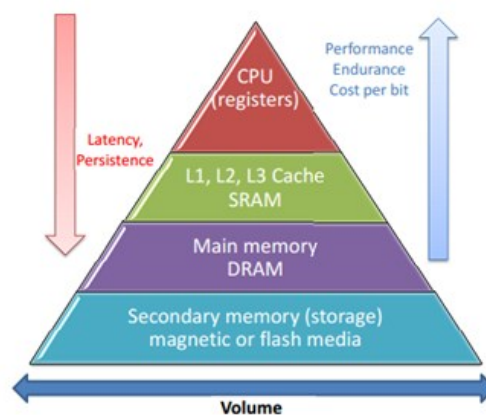 CPU
(registers)
Performance
Endurance
Cost per bit
Latency,
Persistence
L1, L2, L3 Cache
SRAM
Main memory
DRAM
Secondary memory (storage)
magnetic or flash media
Volume